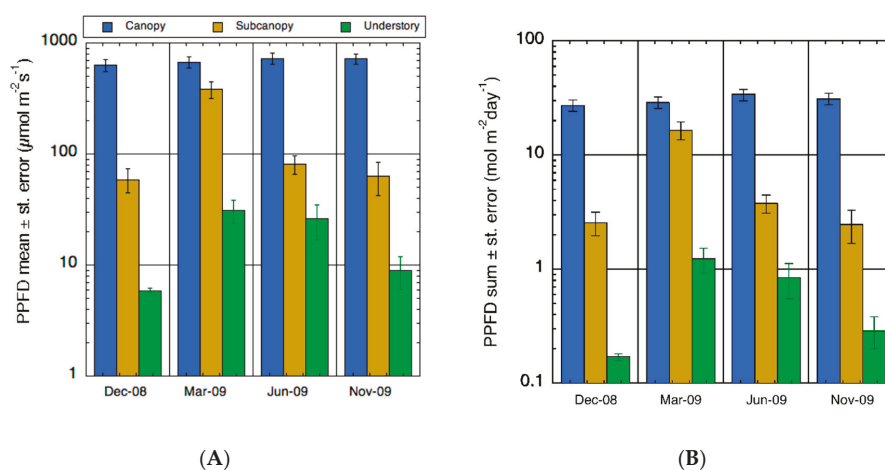 Canopy Subcanopy Understory
PPFD mean ± st. error (µmol m⁻² s⁻¹)
1000
100
10
1
Dec-08 Mar-09 Jun-09 Nov-09
(A)
PPFD sum ± st. error (mol m⁻² day⁻¹)
100
10
1
0.1
Dec-08 Mar-09 Jun-09 Nov-09
(B)